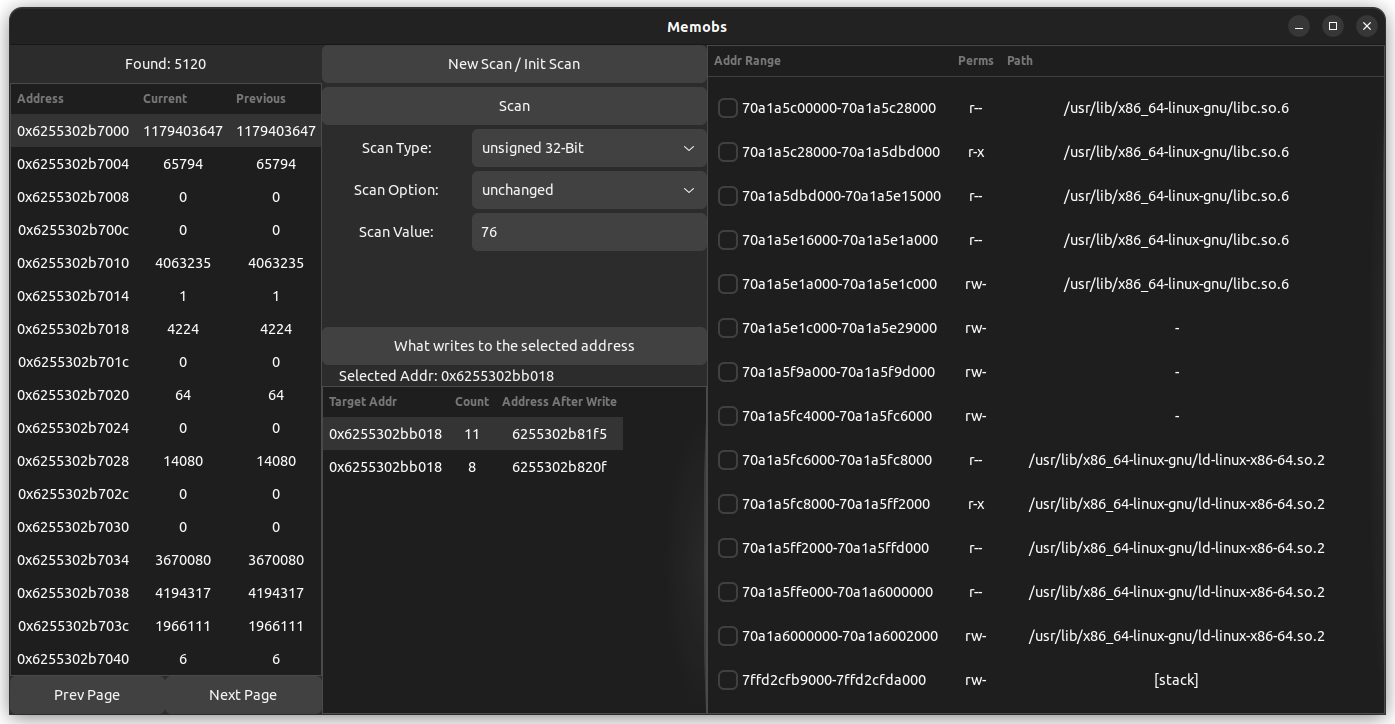 Memobs
Found: 5120
Address Current Previous
0x6255302b7000 1179403647 1179403647
0x6255302b7004 65794 65794
0x6255302b7008 0 0
0x6255302b700c 0 0
0x6255302b7010 4063235 4063235
0x6255302b7014 1 1
0x6255302b7018 4224 4224
0x6255302b701c 0 0
0x6255302b7020 64 64
0x6255302b7024 0 0
0x6255302b7028 14080 14080
0x6255302b702c 0 0
0x6255302b7030 0 0
0x6255302b7034 3670080 3670080
0x6255302b7038 4194317 4194317
0x6255302b703c 1966111 1966111
0x6255302b7040 6 6
Prev Page Next Page
New Scan / Init Scan
Scan
Scan Type: unsigned 32-Bit
Scan Option: unchanged
Scan Value: 76
What writes to the selected address
Selected Addr: 0x6255302bb018
Target Addr Count Address After Write
0x6255302bb018 11 6255302b81f5
0x6255302bb018 8 6255302b820f
Addr Range Perms Path
70a1a5c00000-70a1a5c28000 r-- /usr/lib/x86_64-linux-gnu/libc.so.6
70a1a5c28000-70a1a5dbd000 r-x /usr/lib/x86_64-linux-gnu/libc.so.6
70a1a5dbd000-70a1a5e15000 r-- /usr/lib/x86_64-linux-gnu/libc.so.6
70a1a5e16000-70a1a5e1a000 r-- /usr/lib/x86_64-linux-gnu/libc.so.6
70a1a5e1a000-70a1a5e1c000 rw- /usr/lib/x86_64-linux-gnu/libc.so.6
70a1a5e1c000-70a1a5e29000 rw- -
70a1a5f9a000-70a1a5f9d000 rw- -
70a1a5fc4000-70a1a5fc6000 rw- -
70a1a5fc6000-70a1a5fc8000 r-- /usr/lib/x86_64-linux-gnu/ld-linux-x86-64.so.2
70a1a5fc8000-70a1a5ff2000 r-x /usr/lib/x86_64-linux-gnu/ld-linux-x86-64.so.2
70a1a5ff2000-70a1a5ffd000 r-- /usr/lib/x86_64-linux-gnu/ld-linux-x86-64.so.2
70a1a5ffe000-70a1a6000000 r-- /usr/lib/x86_64-linux-gnu/ld-linux-x86-64.so.2
70a1a6000000-70a1a6002000 rw- /usr/lib/x86_64-linux-gnu/ld-linux-x86-64.so.2
7ffd2cfb9000-7ffd2cfda000 rw- [stack]